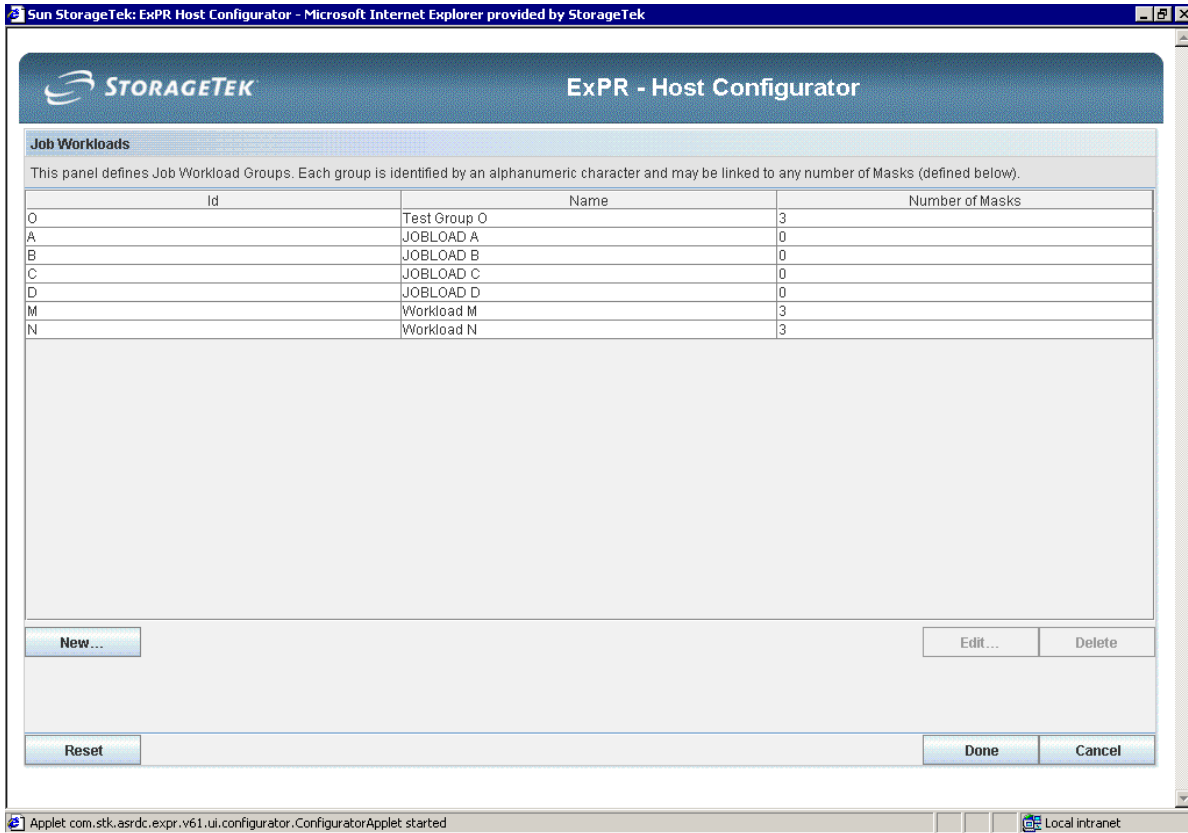 Sun StorageTek: ExPR Host Configurator - Microsoft Internet Explorer provided by StorageTek
STORAGETEK
ExPR - Host Configurator
Job Workloads
This panel defines Job Workload Groups. Each group is identified by an alphanumeric character and may be linked to any number of Masks (defined below).
Id Name Number of Masks
O Test Group O 3
A JOBLOAD A 0
B JOBLOAD B 0
C JOBLOAD C 0
D JOBLOAD D 0
M Workload M 3
N Workload N 3
New... Edit... Delete
Reset Done Cancel
Applet com.stk.asrdc.expr.v61.ui.configurator.ConfiguratorApplet started Local intranet